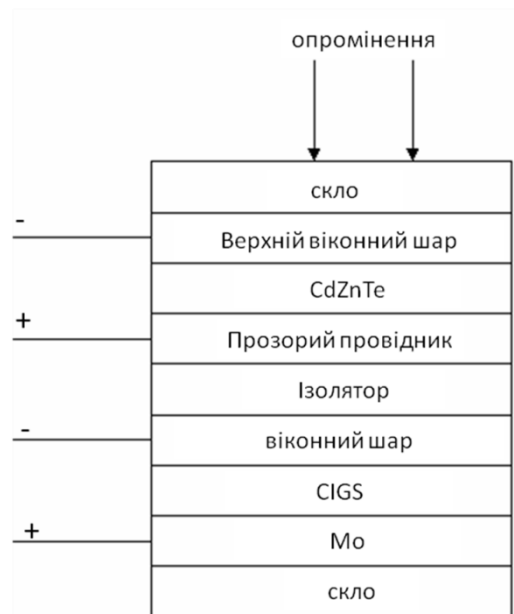 опромінення
скло
-
Верхній віконний шар
CdZnTe
+
Прозорий провідник
Ізолятор
-
віконний шар
CIGS
+
Mo
скло